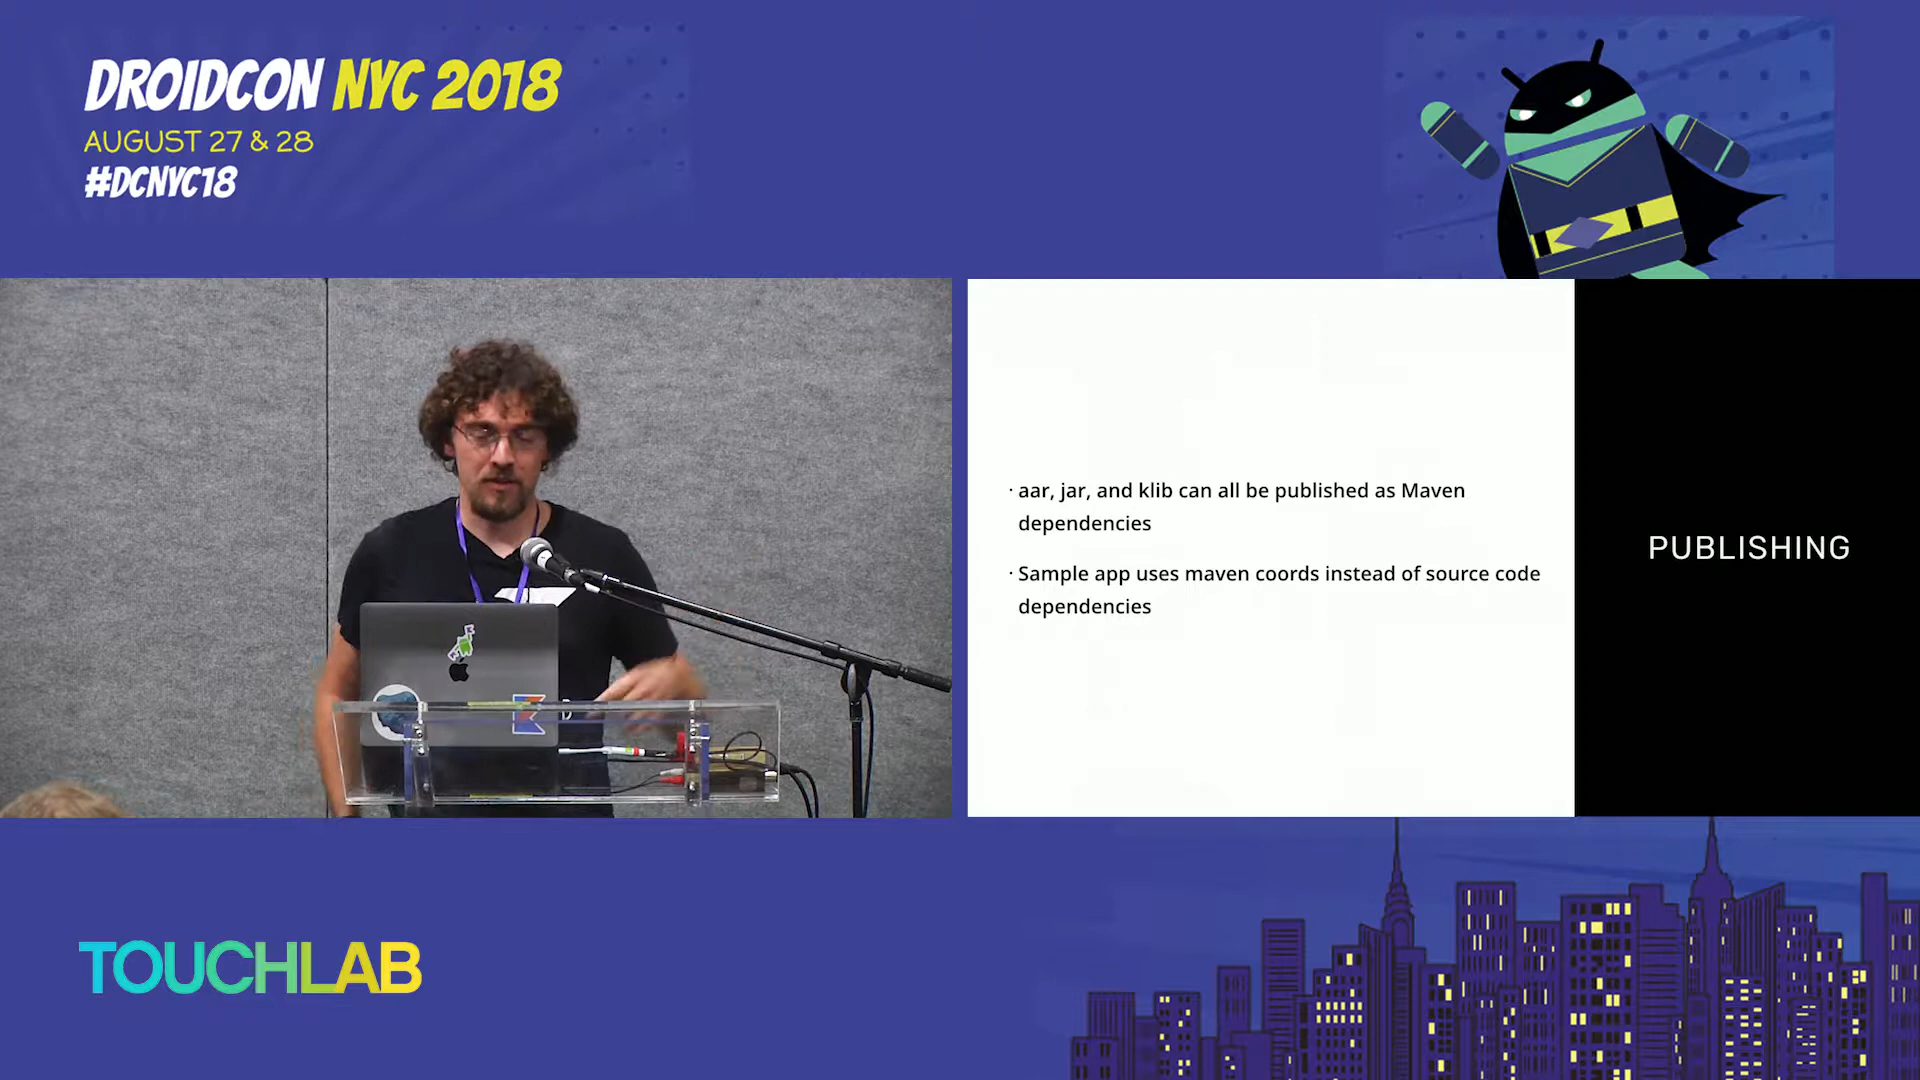 DROIDCON NYC 2018
AUGUST 27 & 28
#DCNYC18
· aar, jar, and klib can all be published as Maven
dependencies
· Sample app uses maven coords instead of source code
dependencies
PUBLISHING
TOUCHLAB